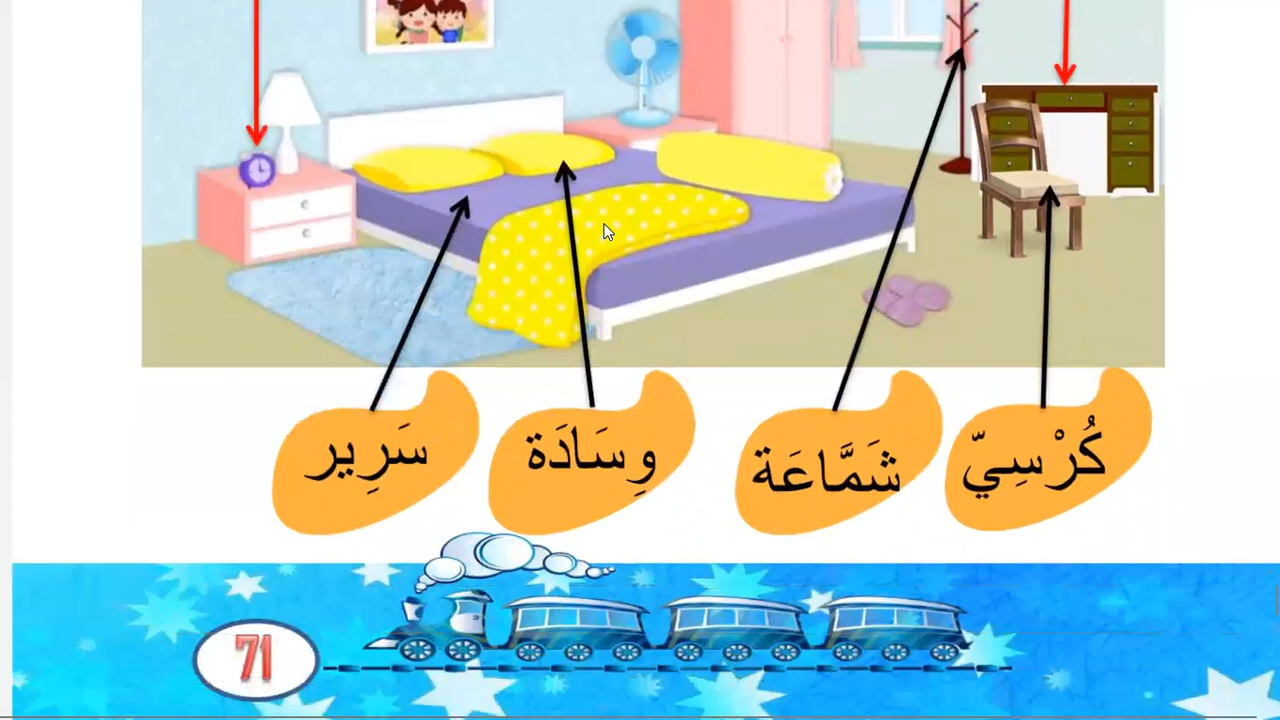 كُرْسِيّ
شَمَّاعَة
وِسَادَة
سَرِير
71